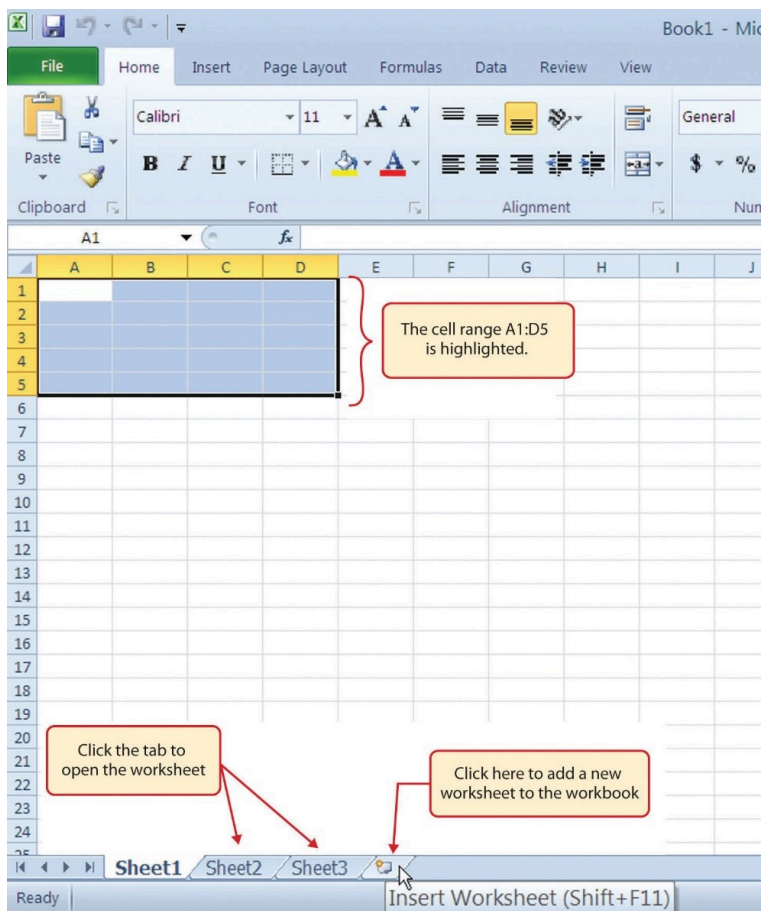 Book1 - Mic
File Home Insert Page Layout Formulas Data Review View
Calibri 11 A A General
Paste B I U A a $ %
Clipboard Font Alignment Num
A1 fx
A B C D E F G H I J
1
2
The cell range A1:D5
3
is highlighted.
4
5
6
7
8
9
10
11
12
13
14
15
16
17
18
19
20
Click the tab to
21
open the worksheet
Click here to add a new
22
worksheet to the workbook
23
24
25
Sheet1 Sheet2 Sheet3
Ready Insert Worksheet (Shift+F11)